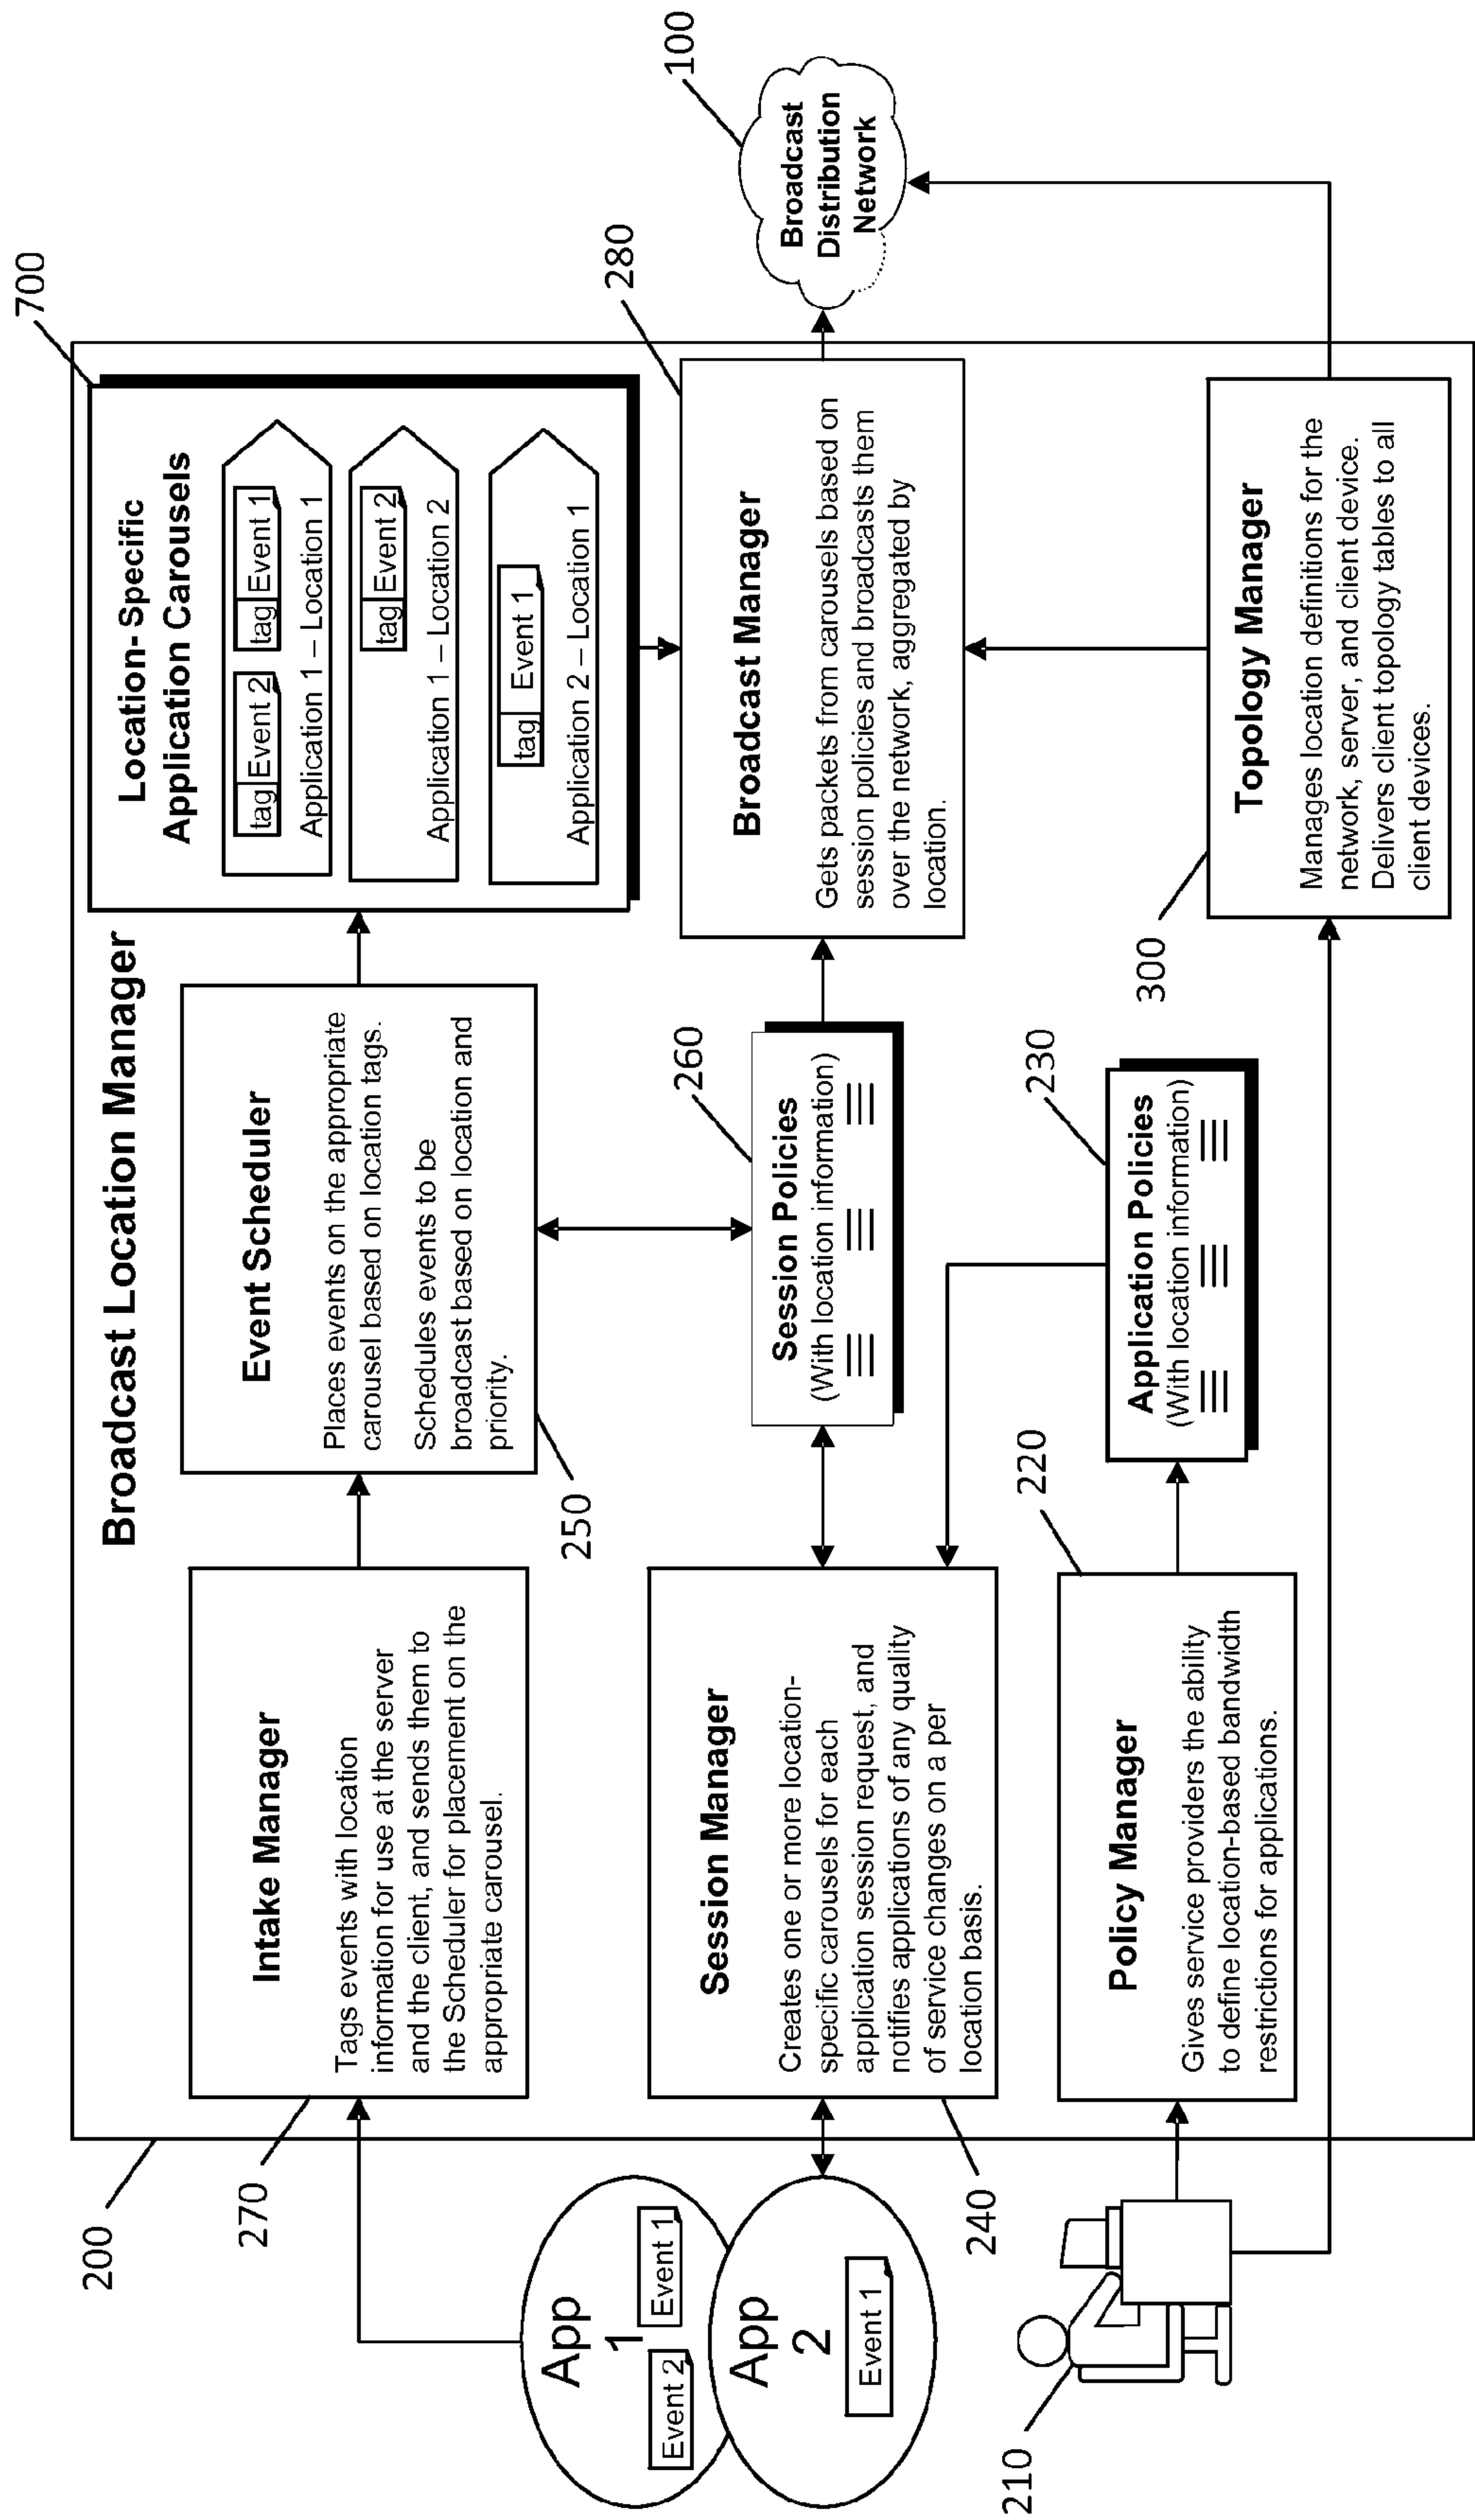 Broadcast Location Manager
200
270
Intake Manager
Tags events with location
information for use at the server
and the client, and sends them to
the Scheduler for placement on the
appropriate carousel.
Event Scheduler
Places events on the appropriate
carousel based on location tags.
Schedules events to be
broadcast based on location and
priority.
250
700
Location-Specific
Application Carousels
tag Event 2
tag Event 1
Application 1 – Location 1
tag Event 2
Application 1 – Location 2
tag Event 1
Application 2 – Location 1
App
1
Event 2
Event 1
App
2
Event 1
240
Session Manager
Creates one or more location-
specific carousels for each
application session request, and
notifies applications of any quality
of service changes on a per
location basis.
260
Session Policies
(With location information)
280
Broadcast Manager
Gets packets from carousels based on
session policies and broadcasts them
over the network, aggregated by
location.
100
Broadcast
Distribution
Network
210
220
Policy Manager
Gives service providers the ability
to define location-based bandwidth
restrictions for applications.
230
Application Policies
(With location information)
300
Topology Manager
Manages location definitions for the
network, server, and client device.
Delivers client topology tables to all
client devices.